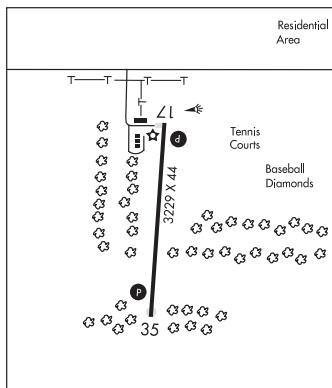 Residential
Area
T T T T
T
17
P
Tennis
Courts
Baseball
Diamonds
3229 X 44
P
35